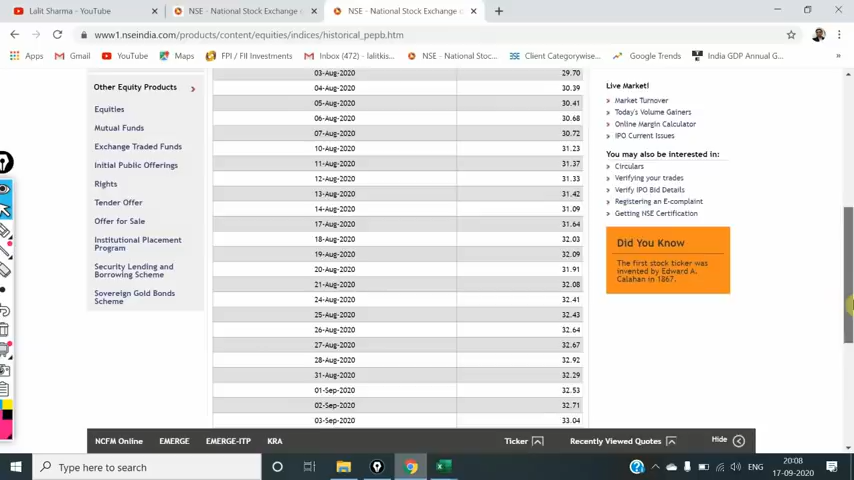 Lalit Sharma - YouTube
NSE - National Stock Exchange o
NSE - National Stock Exchange o
www1.nseindia.com/products/content/equities/indices/historical_pepb.htm
Apps
Gmail
YouTube
Maps
FPI / FII Investments
Inbox (472) - lalitkis...
NSE - National Stoc...
Client Categorywise...
Google Trends
India GDP Annual G...
Other Equity Products
Equities
Mutual Funds
Exchange Traded Funds
Initial Public Offerings
Rights
Tender Offer
Offer for Sale
Institutional Placement
Program
Security Lending and
Borrowing Scheme
Sovereign Gold Bonds
Scheme
03-Aug-2020 29.70
04-Aug-2020 30.39
05-Aug-2020 30.41
06-Aug-2020 30.68
07-Aug-2020 30.72
10-Aug-2020 31.23
11-Aug-2020 31.37
12-Aug-2020 31.33
13-Aug-2020 31.42
14-Aug-2020 31.09
17-Aug-2020 31.64
18-Aug-2020 32.03
19-Aug-2020 32.09
20-Aug-2020 31.91
21-Aug-2020 32.08
24-Aug-2020 32.41
25-Aug-2020 32.43
26-Aug-2020 32.64
27-Aug-2020 32.67
28-Aug-2020 32.92
31-Aug-2020 32.29
01-Sep-2020 32.53
02-Sep-2020 32.71
03-Sep-2020 33.04
Live Market!
Market Turnover
Today's Volume Gainers
Online Margin Calculator
IPO Current Issues
You may also be interested in:
Circulars
Verifying your trades
Verify IPO Bid Details
Registering an E-complaint
Getting NSE Certification
Did You Know
The first stock ticker was
invented by Edward A.
Calahan in 1867.
NCFM Online
EMERGE
EMERGE-ITP
KRA
Ticker
Recently Viewed Quotes
Hide
Type here to search
ENG
20:08
17-09-2020